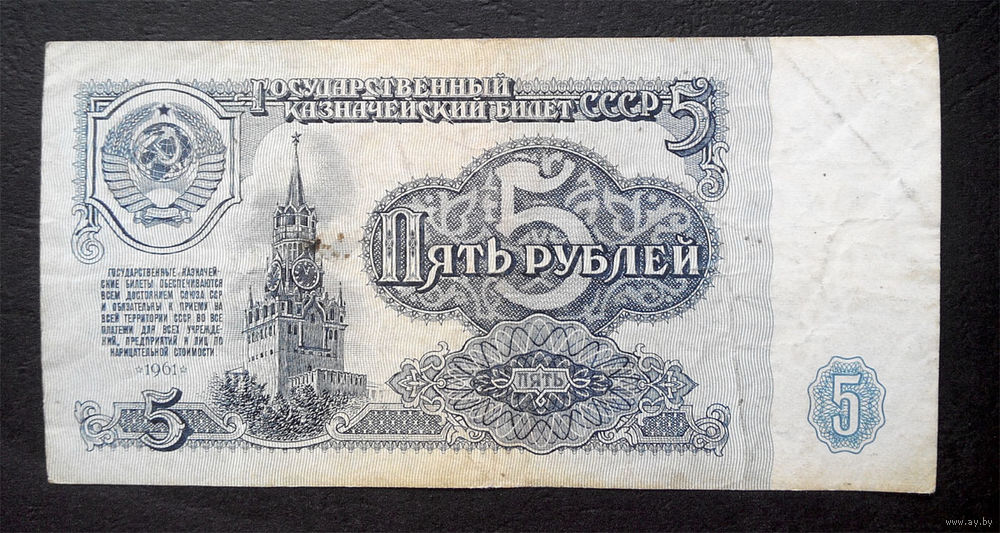 ГОСУДАРСТВЕННЫЙ
КАЗНАЧЕЙСКИЙ БИЛЕТ СССР 5
5
ПЯТЬ РУБЛЕЙ
ГОСУДАРСТВЕННЫЕ КАЗНАЧЕЙ-
СКИЕ БИЛЕТЫ ОБЕСПЕЧИВАЮТСЯ
ВСЕМ ДОСТОЯНИЕМ СОЮЗА ССР
И ОБЯЗАТЕЛЬНЫ К ПРИЕМУ НА
ВСЕЙ ТЕРРИТОРИИ СССР ВО ВСЕ
ПЛАТЕЖИ ДЛЯ ВСЕХ УЧРЕЖДЕ-
НИЙ, ПРЕДПРИЯТИЙ И ЛИЦ ПО
НАРИЦАТЕЛЬНОЙ СТОИМОСТИ
*1961*
ПЯТЬ
5
5
www.ay.by